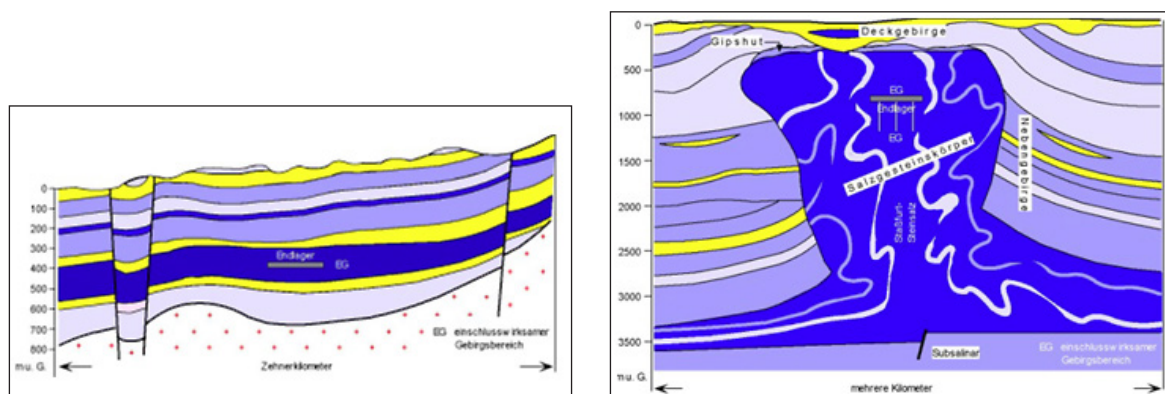 0
100
200
300
400
500
600
700
800
m u. G.
Endlager
EG
EG einschlusswirksamer
Gebirgsbereich
Zehnerkilometer
0
500
1000
1500
2000
2500
3000
3500
m u. G.
Deckgebirge
Gipshut
EG
Endlager
EG
Salzgesteinskörper
Nebengebirge
Staßfurt-
Steinsalz
Subsalinar
EG einschlusswirksamer
Gebirgsbereich
mehrere Kilometer